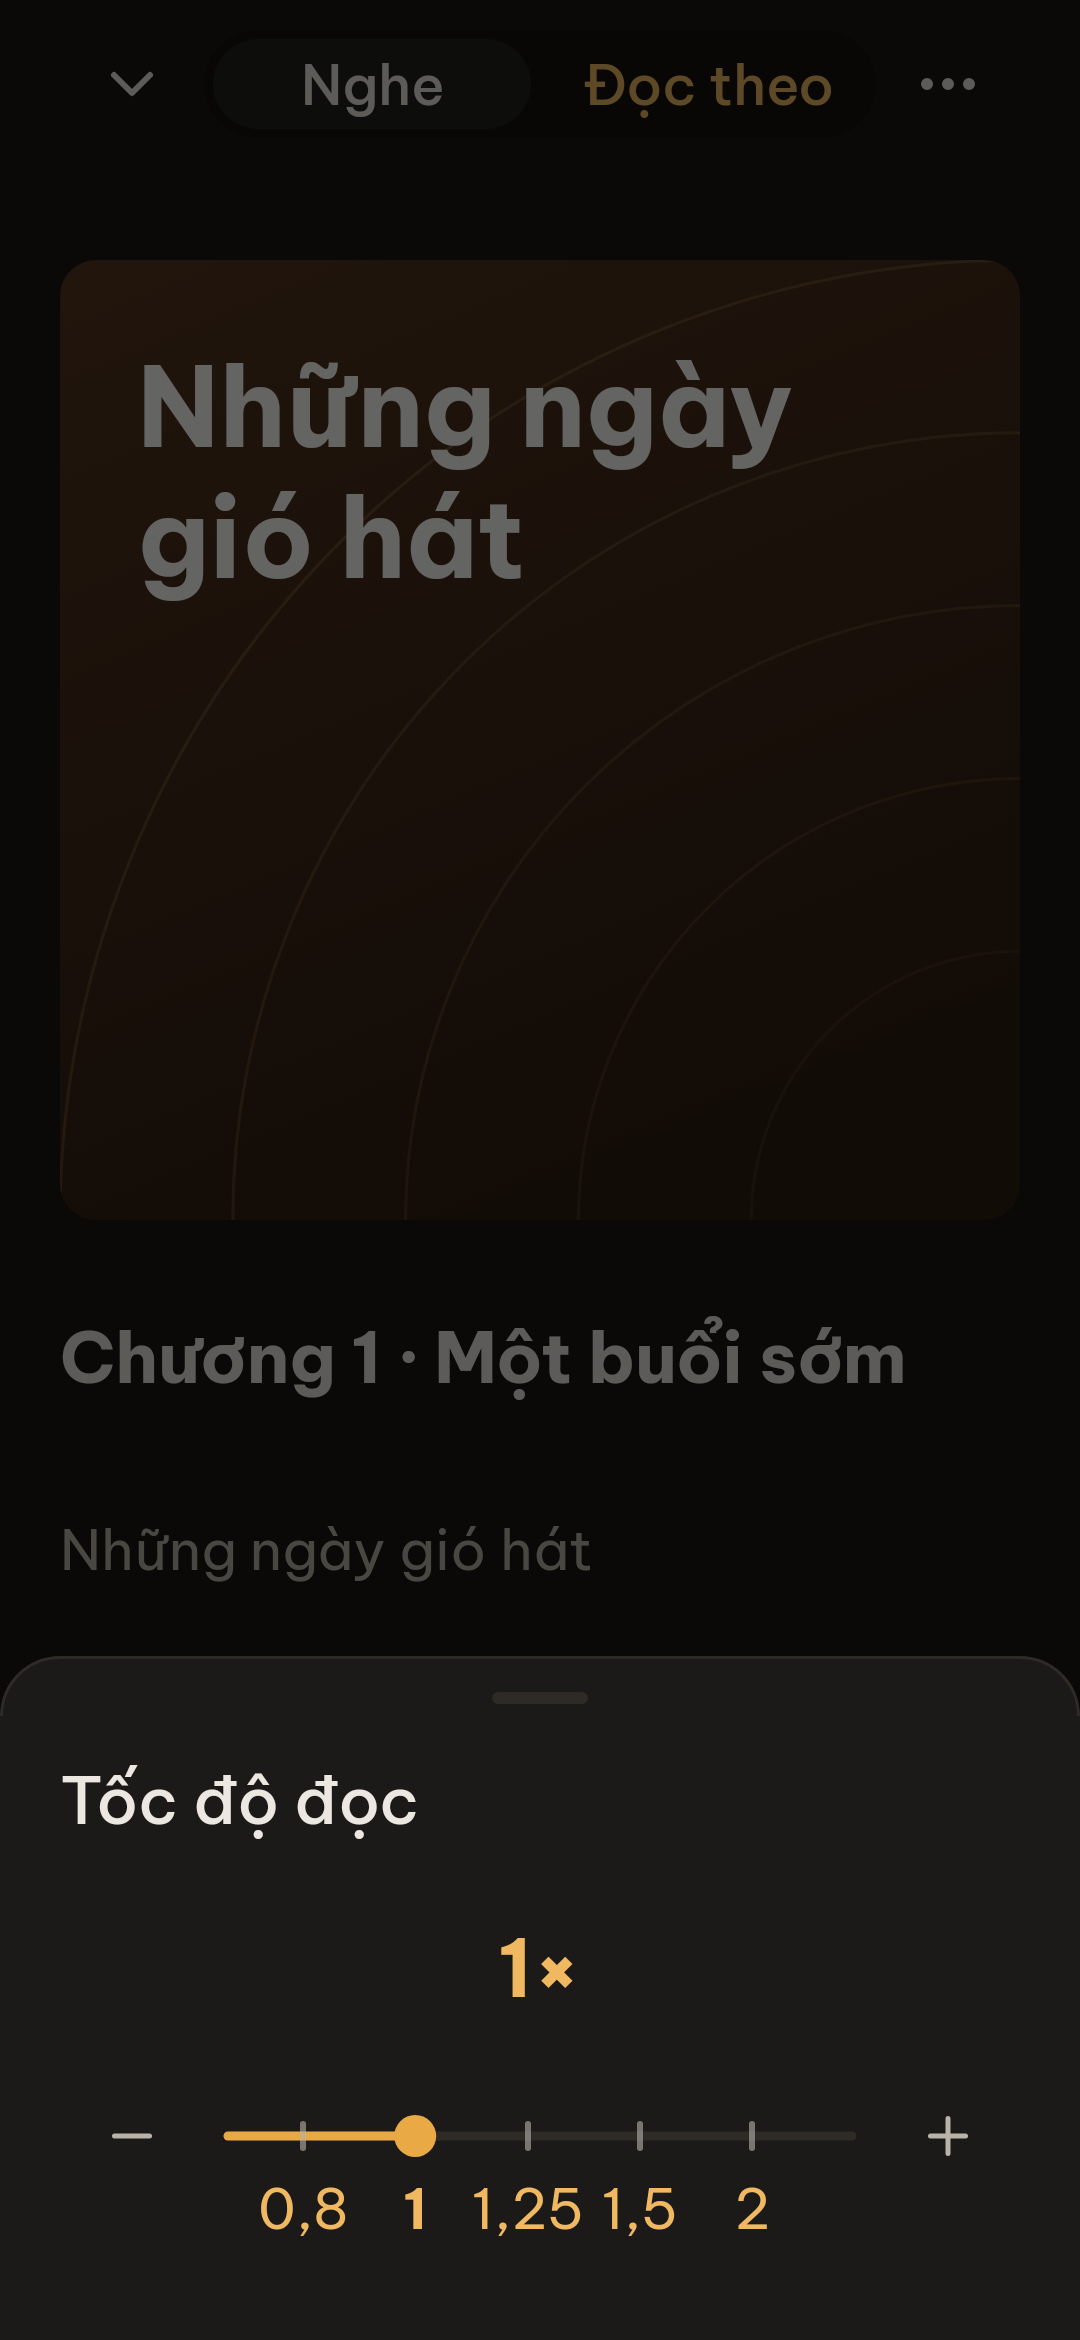 Nghe Đọc theo
Những ngày
gió hát
Chương 1 · Một buổi sớm
Những ngày gió hát
Tốc độ đọc
1×
0,8 1 1,25 1,5 2